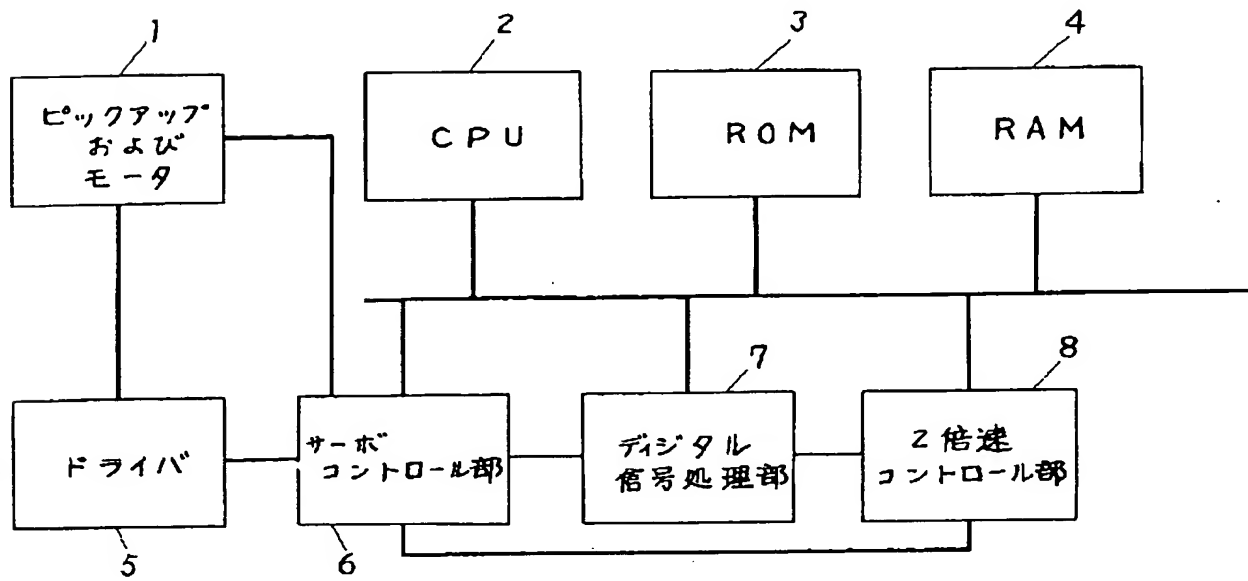 1
2
3
4
ピックアップ
および
モータ
CPU
ROM
RAM
7
8
ドライバ
サーボ
コントロール部
ディジタル
信号処理部
2倍速
コントロール部
5
6